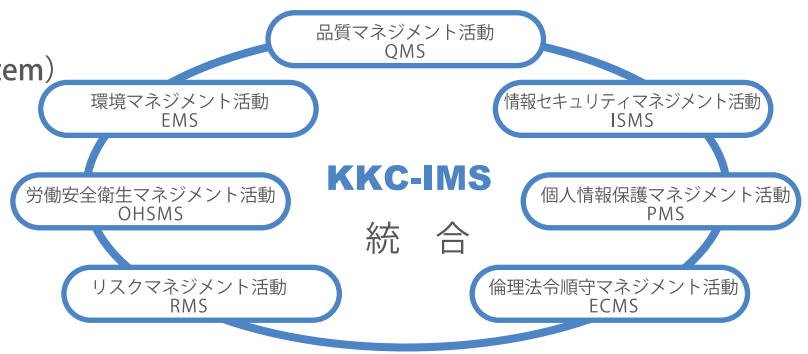 品質マネジメント活動
QMS
tem)
環境マネジメント活動
EMS
情報セキュリティマネジメント活動
ISMS
KKC-IMS
統 合
労働安全衛生マネジメント活動
OHSMS
個人情報保護マネジメント活動
PMS
リスクマネジメント活動
RMS
倫理法令順守マネジメント活動
ECMS